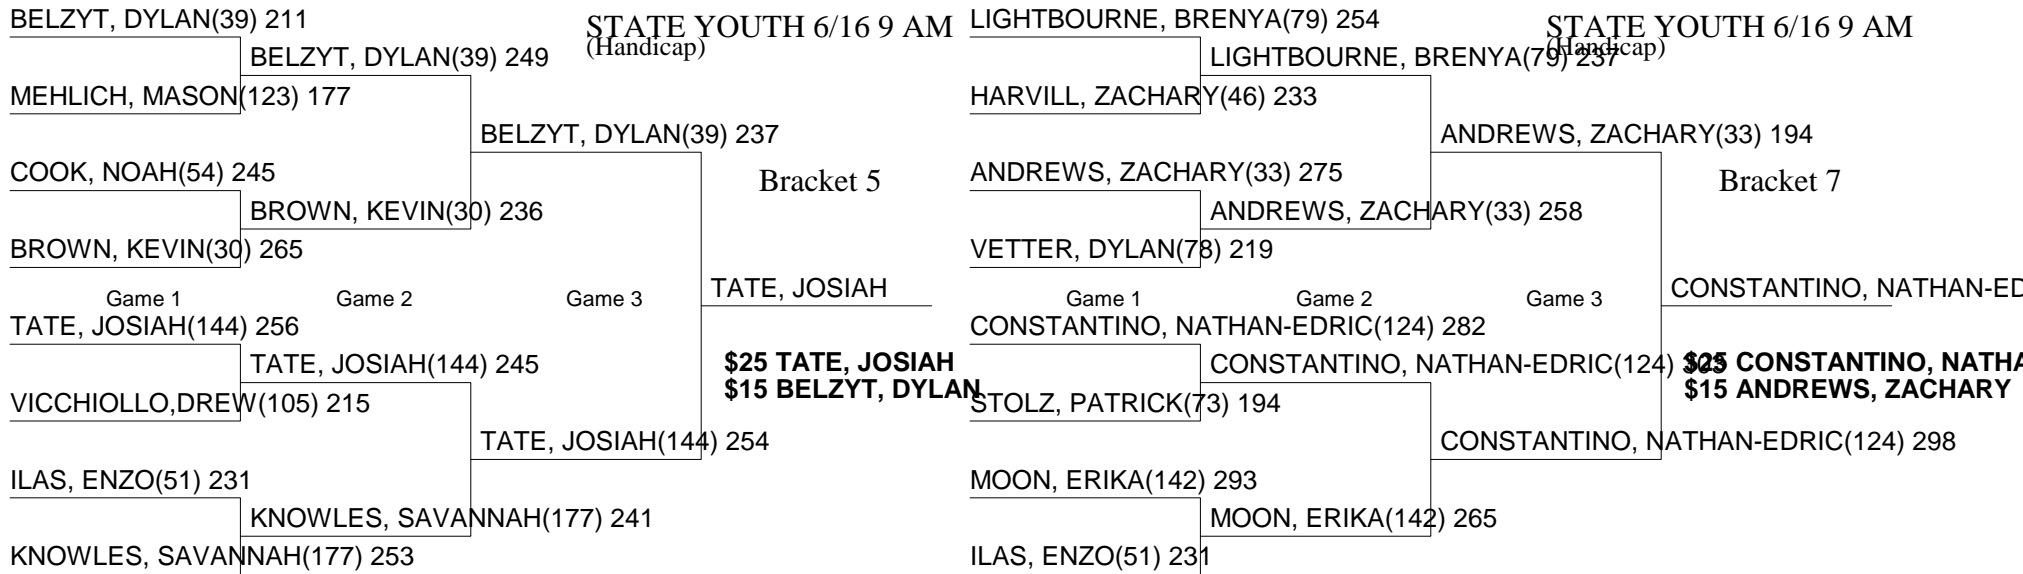 BELZYT, DYLAN(39) 211
STATE YOUTH 6/16 9 AM
(Handicap)
BELZYT, DYLAN(39) 249
MEHLICH, MASON(123) 177
BELZYT, DYLAN(39) 237
COOK, NOAH(54) 245
Bracket 5
BROWN, KEVIN(30) 236
BROWN, KEVIN(30) 265
TATE, JOSIAH
Game 1 Game 2 Game 3
TATE, JOSIAH(144) 256
TATE, JOSIAH(144) 245
$25 TATE, JOSIAH
$15 BELZYT, DYLAN
VICCHIOLLO,DREW(105) 215
TATE, JOSIAH(144) 254
ILAS, ENZO(51) 231
KNOWLES, SAVANNAH(177) 241
KNOWLES, SAVANNAH(177) 253
LIGHTBOURNE, BRENYA(79) 254
STATE YOUTH 6/16 9 AM
(Handicap)
LIGHTBOURNE, BRENYA(79) 237
HARVILL, ZACHARY(46) 233
ANDREWS, ZACHARY(33) 194
ANDREWS, ZACHARY(33) 275
Bracket 7
ANDREWS, ZACHARY(33) 258
VETTER, DYLAN(78) 219
CONSTANTINO, NATHAN-ED
Game 1 Game 2 Game 3
CONSTANTINO, NATHAN-EDRIC(124) 282
CONSTANTINO, NATHAN-EDRIC(124)
$25 CONSTANTINO, NATHA
$15 ANDREWS, ZACHARY
STOLZ, PATRICK(73) 194
CONSTANTINO, NATHAN-EDRIC(124) 298
MOON, ERIKA(142) 293
MOON, ERIKA(142) 265
ILAS, ENZO(51) 231